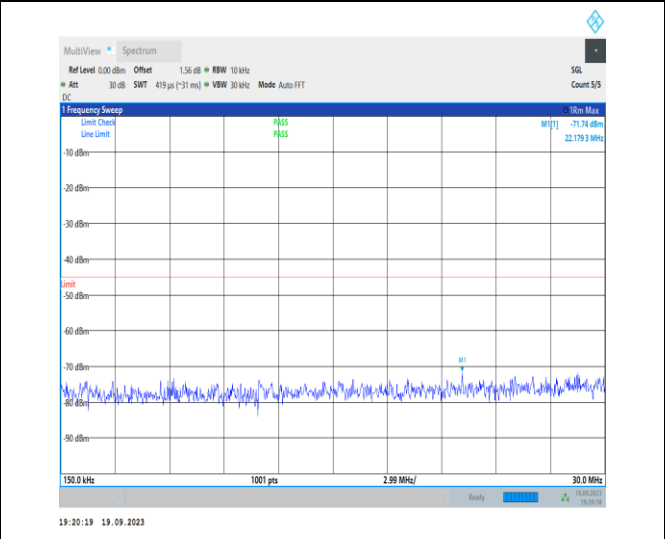 MultiView Spectrum
Ref Level 0.00 dBm Offset 1.56 dB RBW 10 kHz SGL
Att 30 dB SWT 419 µs (~31 ms) VBW 30 kHz Mode Auto FFT Count 5/5
DC
1 Frequency Sweep 1Rm Max
Limit Check PASS M1[1] -71.74 dBm
Line Limit PASS 22.1793 MHz
-10 dBm
-20 dBm
-30 dBm
-40 dBm
Limit
-50 dBm
-60 dBm
M1
-70 dBm
-80 dBm
-90 dBm
150.0 kHz 1001 pts 2.99 MHz/ 30.0 MHz
Ready 19.09.2023
19:20:18
19:20:19 19.09.2023